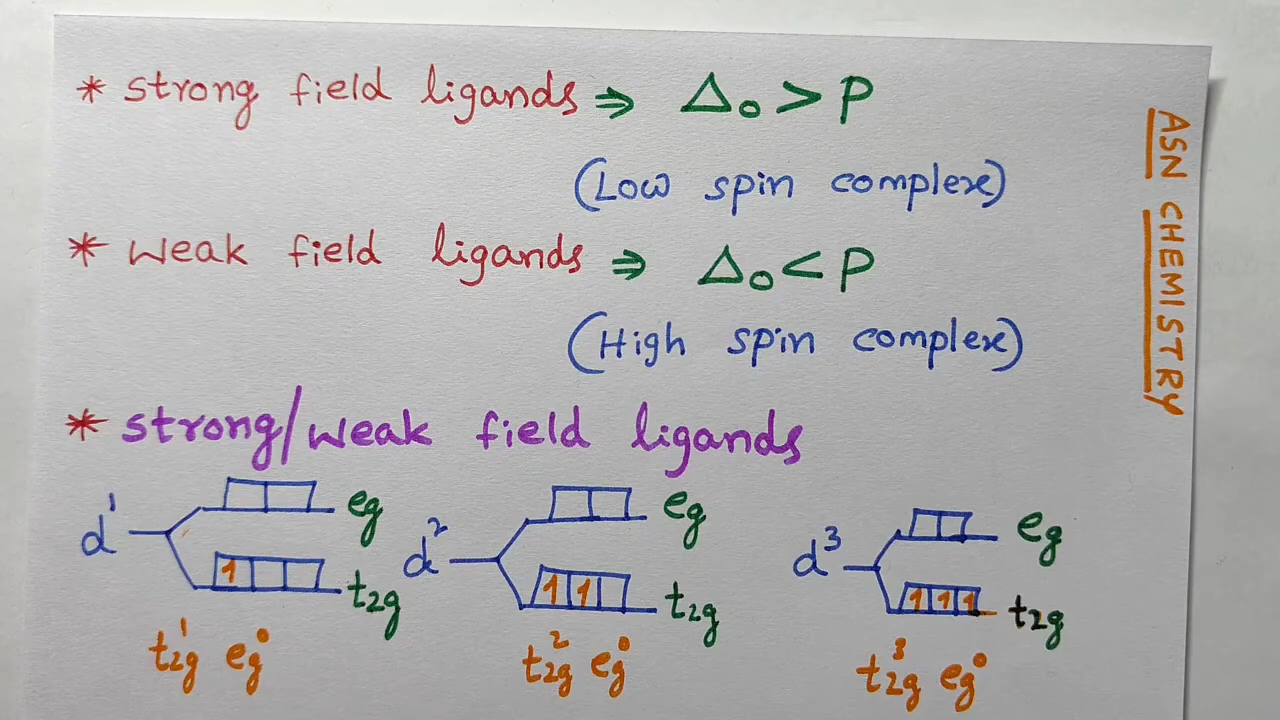 * strong field ligands ⇒ Δo > P
(Low spin complex)
* weak field ligands ⇒ Δo < P
(High spin complex)
* strong/weak field ligands
d¹ eg t2g
t2g¹ eg⁰
d² eg t2g
t2g² eg⁰
d³ eg t2g
t2g³ eg⁰
ASN CHEMISTRY